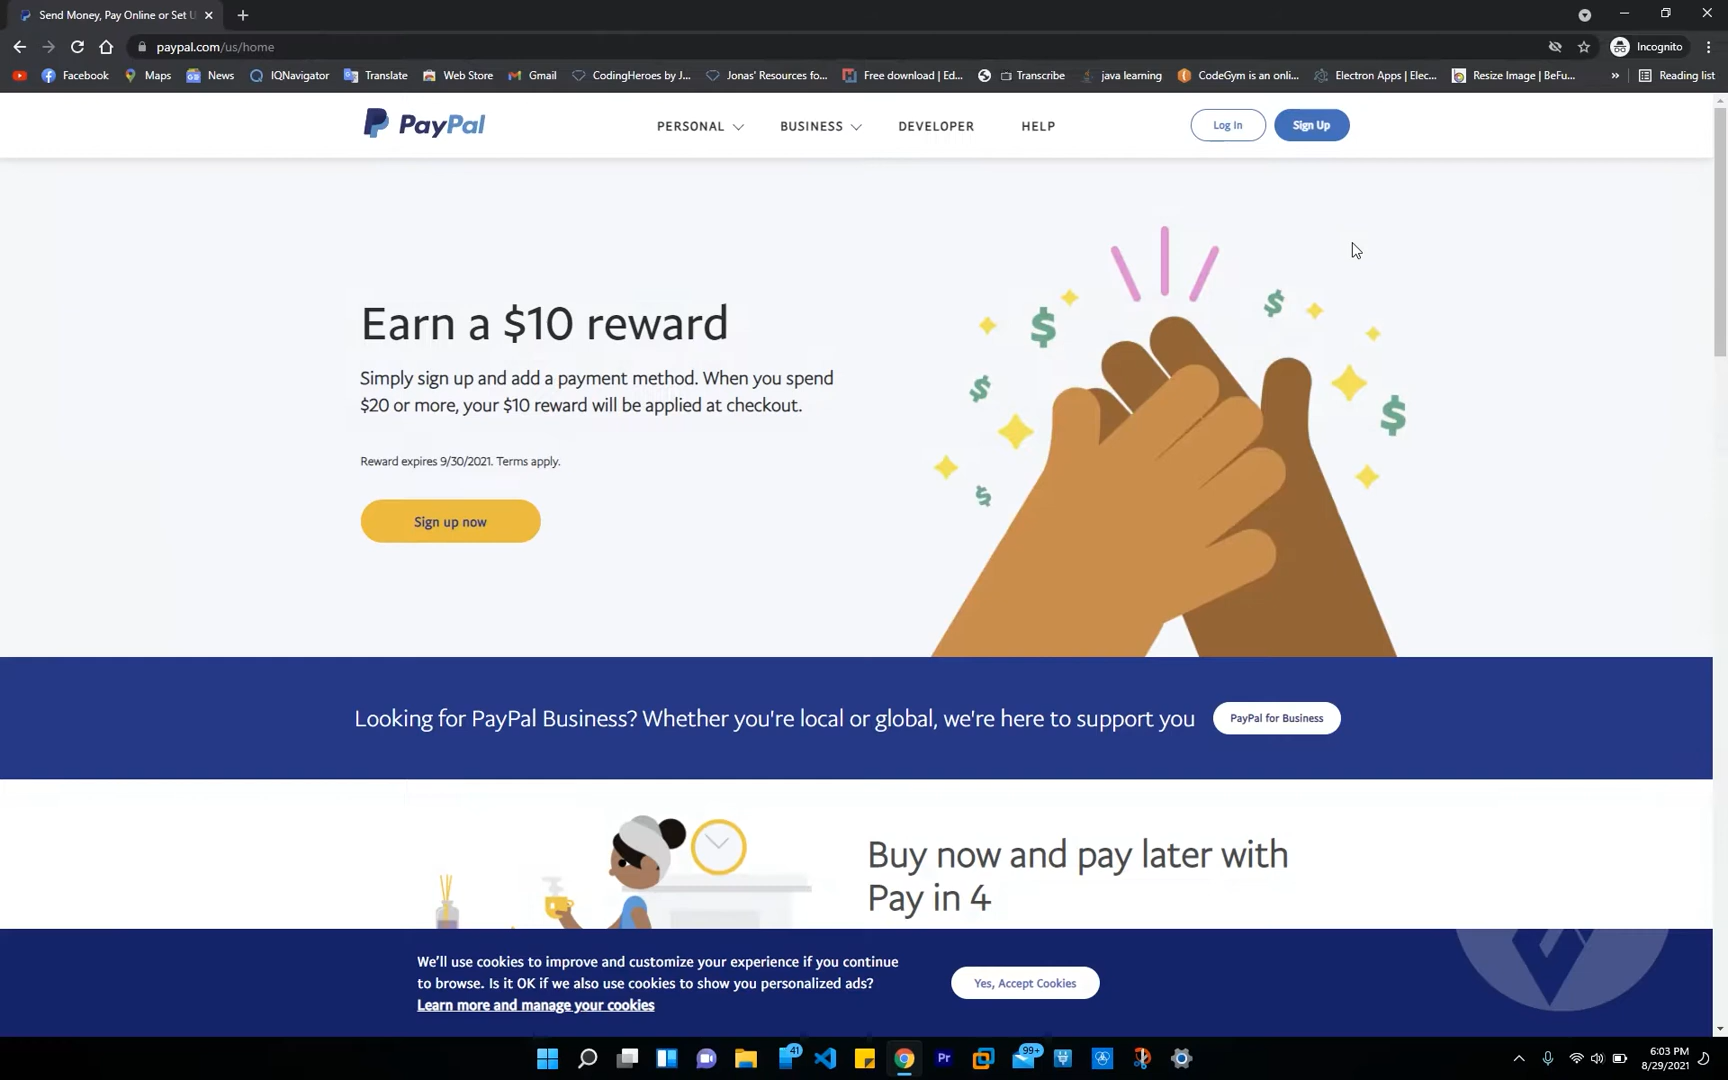 Send Money, Pay Online or Set U
paypal.com/us/home
Incognito
Facebook
Maps
News
IQNavigator
Translate
Web Store
Gmail
CodingHeroes by J...
Jonas' Resources fo...
Free download | Ed...
Transcribe
java learning
CodeGym is an onli...
Electron Apps | Elec...
Resize Image | BeFu...
»
Reading list
PayPal
PERSONAL
BUSINESS
DEVELOPER
HELP
Log In
Sign Up
Earn a $10 reward
Simply sign up and add a payment method. When you spend
$20 or more, your $10 reward will be applied at checkout.
Reward expires 9/30/2021. Terms apply.
Sign up now
Looking for PayPal Business? Whether you're local or global, we're here to support you
PayPal for Business
Buy now and pay later with
Pay in 4
We'll use cookies to improve and customize your experience if you continue
to browse. Is it OK if we also use cookies to show you personalized ads?
Learn more and manage your cookies
Yes, Accept Cookies
41
Pr
99+
6:03 PM
8/29/2021